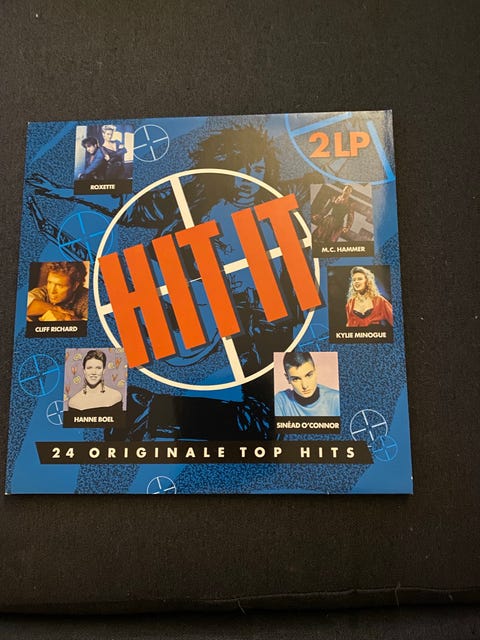 2LP
ROXETTE
M.C. HAMMER
HIT IT
CLIFF RICHARD
KYLIE MINOGUE
HANNE BOEL
SINÉAD O'CONNOR
24 ORIGINALE TOP HITS